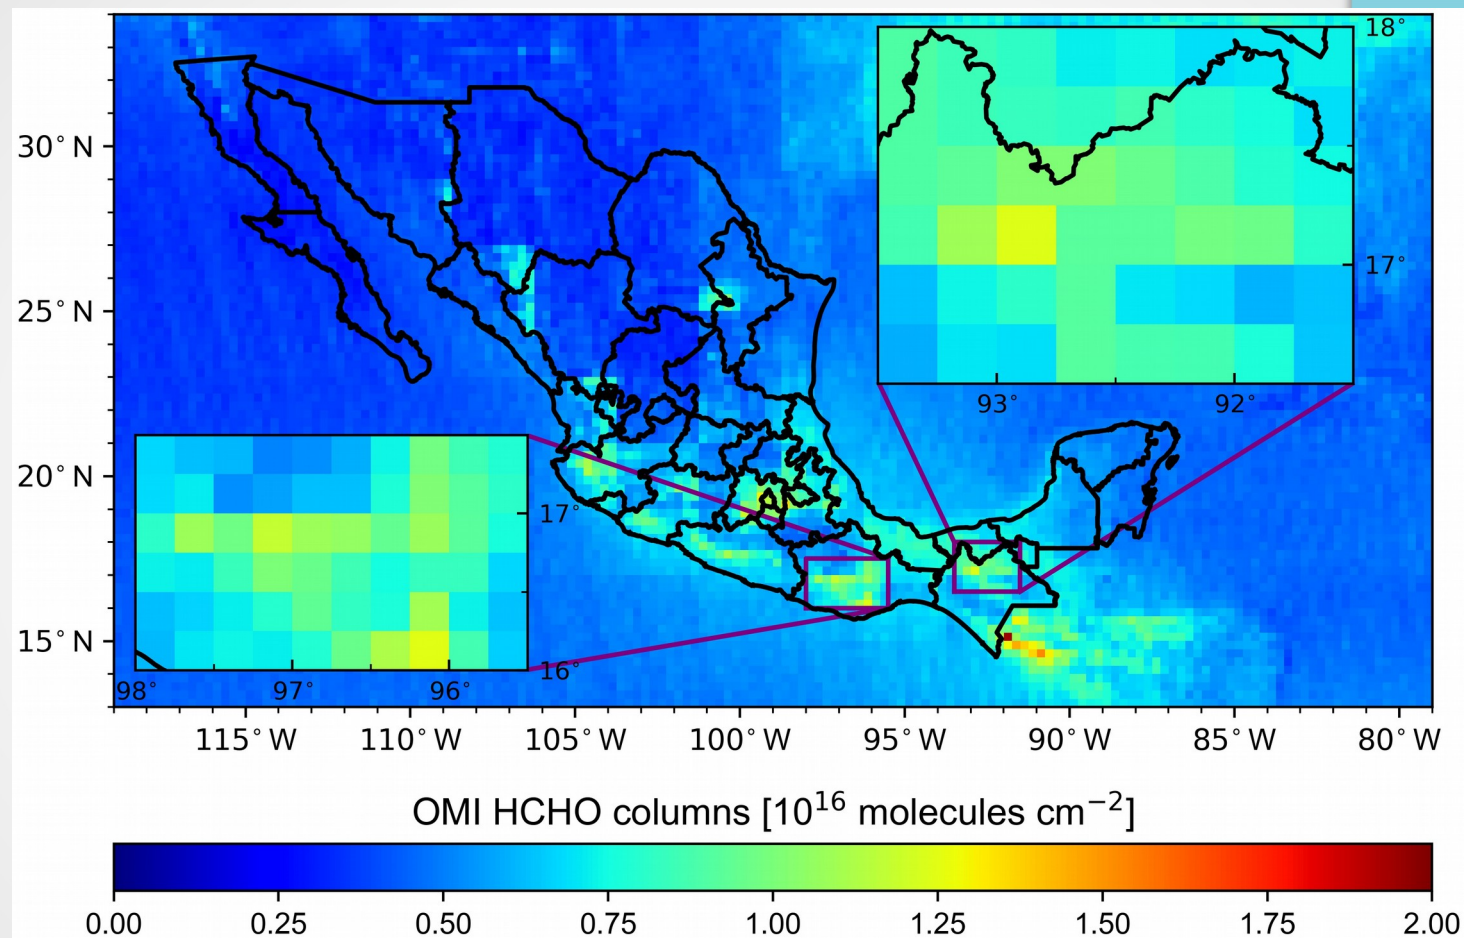 18°
30° N
17°
25° N
93° 92°
20° N
17°
15° N
16°
98° 97° 96°
115° W 110° W 105° W 100° W 95° W 90° W 85° W 80° W
OMI HCHO columns [10¹⁶ molecules cm⁻²]
0.00 0.25 0.50 0.75 1.00 1.25 1.50 1.75 2.00